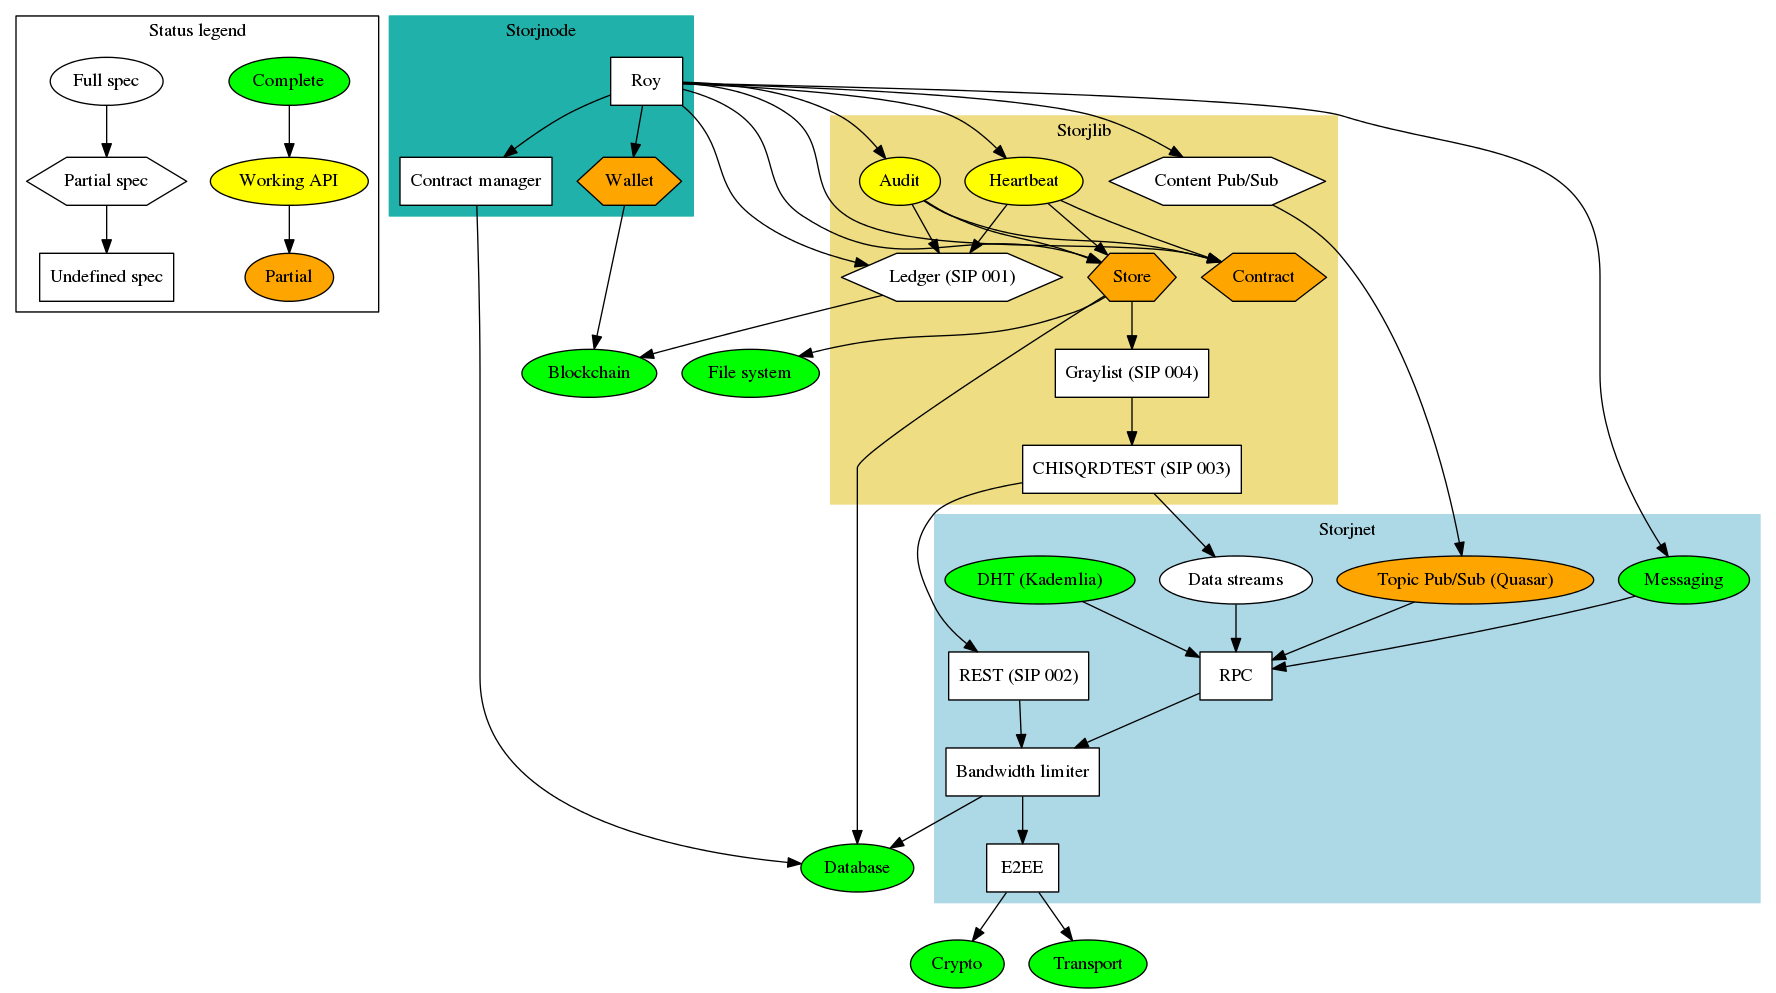 Status legend
Full spec
Complete
Partial spec
Working API
Undefined spec
Partial
Storjnode
Roy
Contract manager
Wallet
Storjlib
Audit
Heartbeat
Content Pub/Sub
Ledger (SIP 001)
Store
Contract
Blockchain
File system
Graylist (SIP 004)
CHISQRDTEST (SIP 003)
Storjnet
DHT (Kademlia)
Data streams
Topic Pub/Sub (Quasar)
Messaging
REST (SIP 002)
RPC
Bandwidth limiter
Database
E2EE
Crypto
Transport